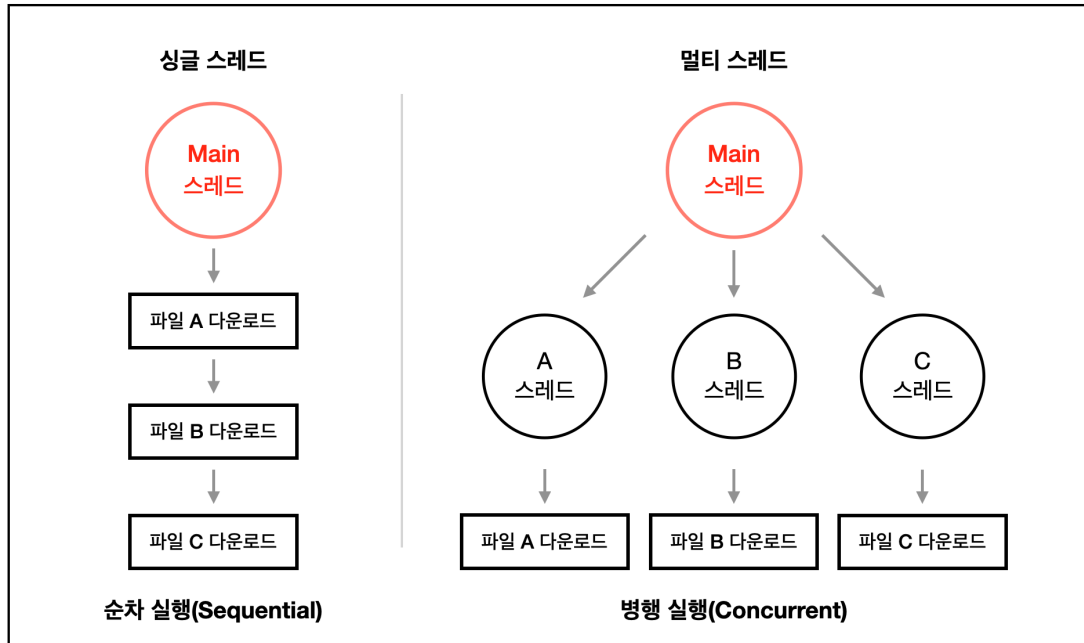 싱글 스레드
Main
스레드
파일 A 다운로드
파일 B 다운로드
파일 C 다운로드
순차 실행(Sequential)
멀티 스레드
Main
스레드
A
스레드
B
스레드
C
스레드
파일 A 다운로드
파일 B 다운로드
파일 C 다운로드
병행 실행(Concurrent)